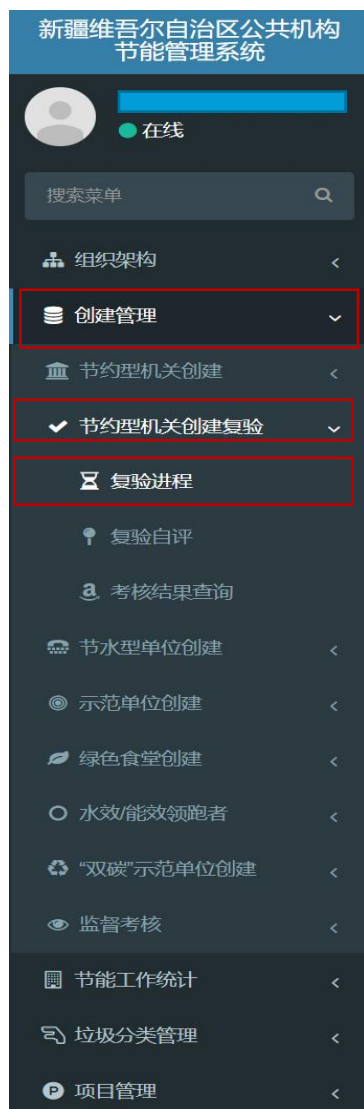 新疆维吾尔自治区公共机构
节能管理系统
在线
搜索菜单
组织架构
创建管理
节约型机关创建
节约型机关创建复验
复验进程
复验自评
考核结果查询
节水型单位创建
示范单位创建
绿色食堂创建
水效/能效领跑者
“双碳”示范单位创建
监督考核
节能工作统计
垃圾分类管理
项目管理